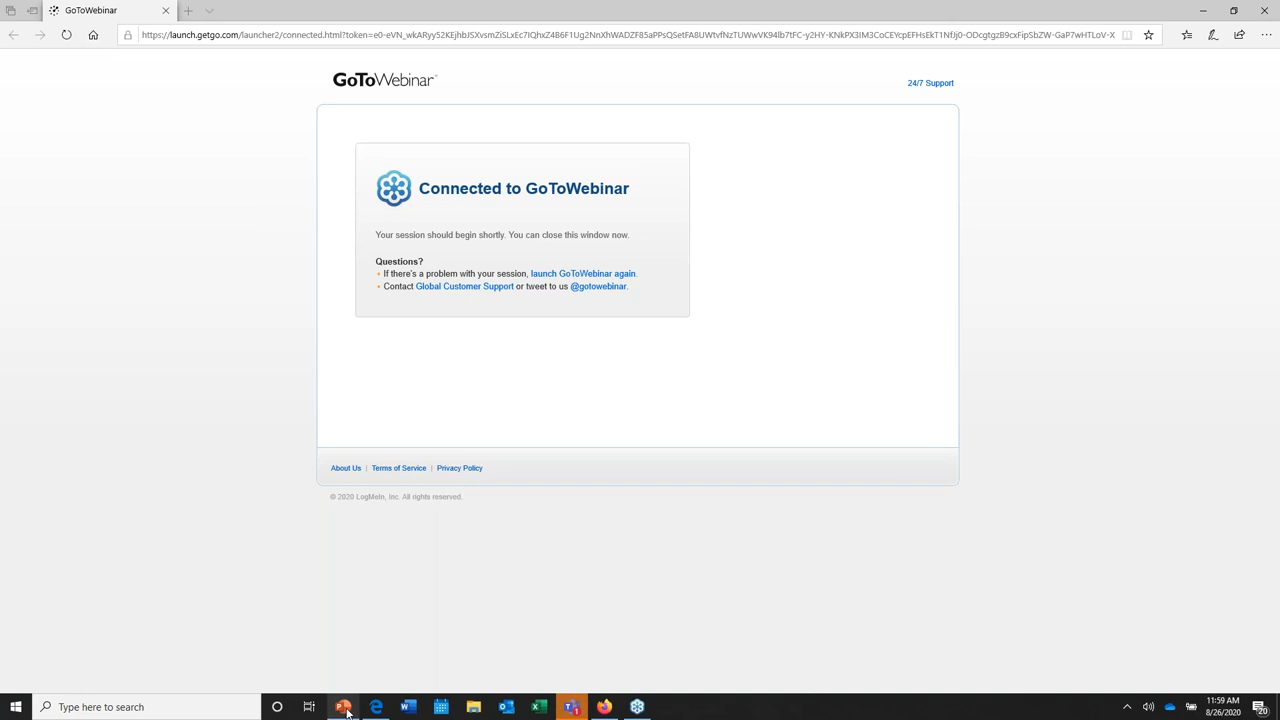 GoToWebinar
https://launch.getgo.com/launcher2/connected.html?token=e0-eVN_wkARyy52KEjhbJSXvsmZiSLxEc7IQhxZ4B6F1Ug2NnXhWADZF85aPPsQSetFA8UWtvfNzTUWwVK94lb7tFC-y2HY-KNkPX3IM3CoCEYcpEFHsEkT1NfJj0-ODcgtgzB9cxFipSbZW-GaP7wHTLoV-X
GoToWebinar
24/7 Support
Connected to GoToWebinar
Your session should begin shortly. You can close this window now.
Questions?
• If there's a problem with your session, launch GoToWebinar again.
• Contact Global Customer Support or tweet to us @gotowebinar.
About Us | Terms of Service | Privacy Policy
© 2020 LogMeIn, Inc. All rights reserved.
Type here to search
11:59 AM
8/26/2020
20